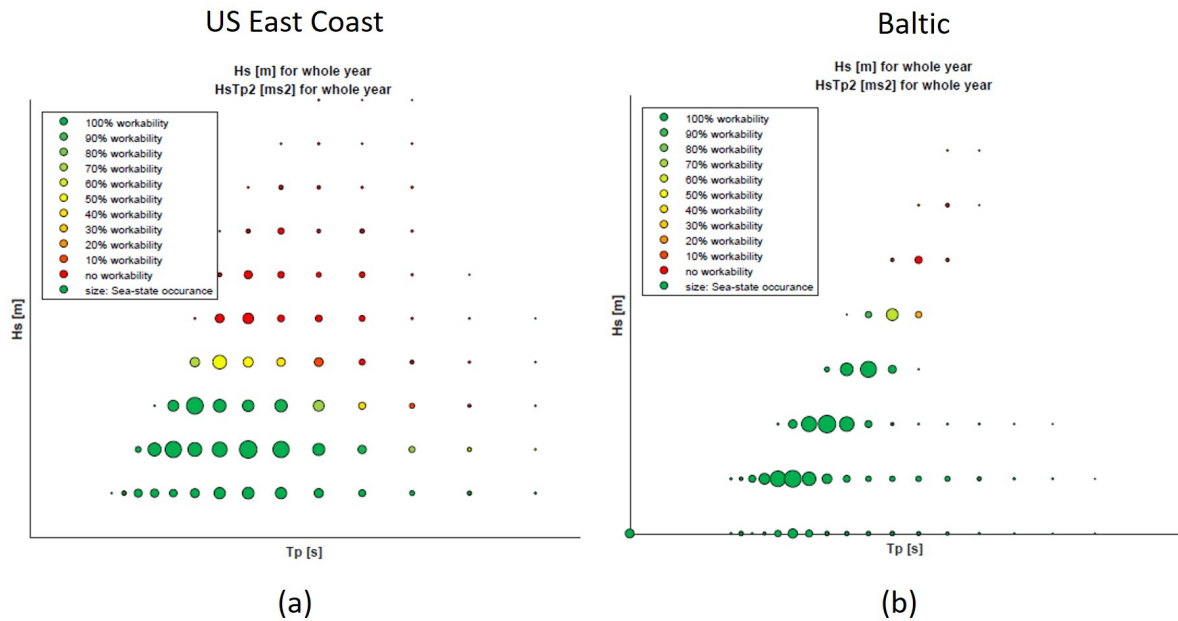 US East Coast
Hs [m] for whole year
HsTp2 [ms2] for whole year
100% workability
90% workability
80% workability
70% workability
60% workability
50% workability
40% workability
30% workability
20% workability
10% workability
no workability
size: Sea-state occurance
Hs [m]
Tp [s]
(a)
Baltic
Hs [m] for whole year
HsTp2 [ms2] for whole year
100% workability
90% workability
80% workability
70% workability
60% workability
50% workability
40% workability
30% workability
20% workability
10% workability
no workability
size: Sea-state occurance
Hs [m]
Tp [s]
(b)